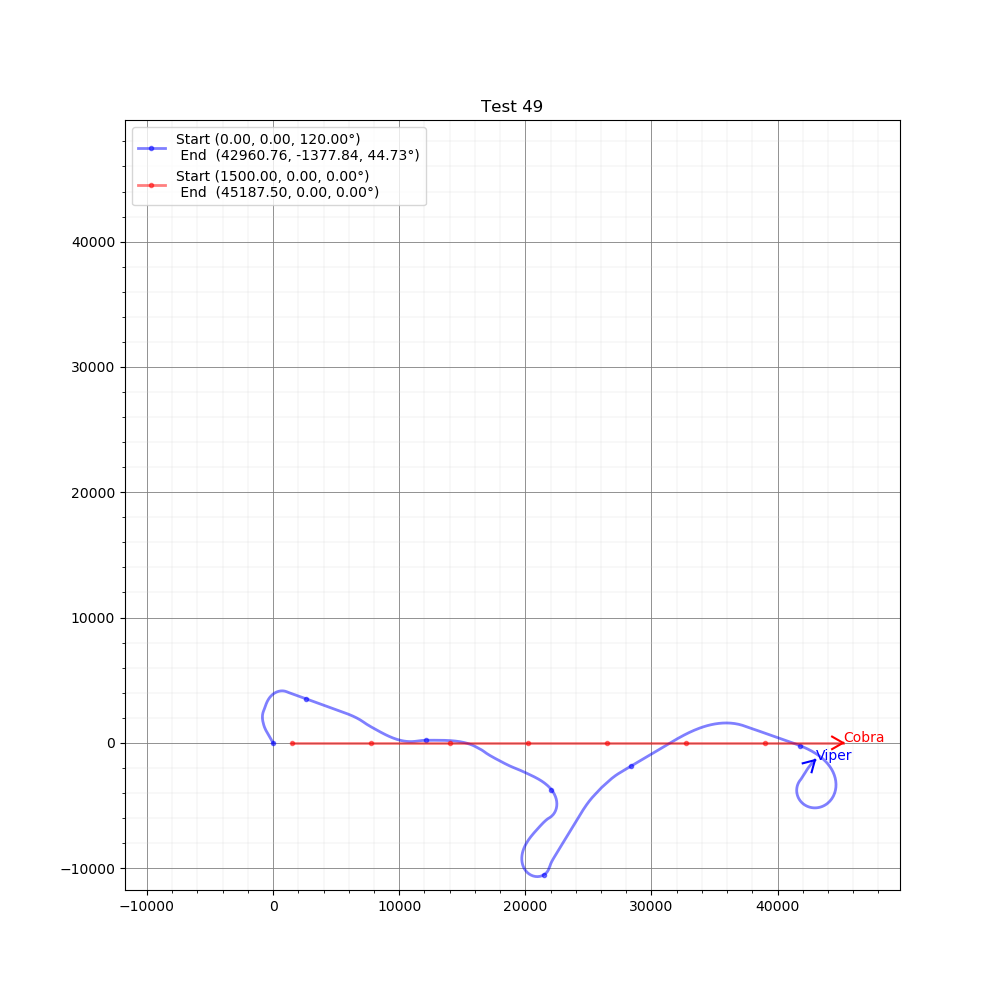 Test 49
Start (0.00, 0.00, 120.00°)
End (42960.76, -1377.84, 44.73°)
Start (1500.00, 0.00, 0.00°)
End (45187.50, 0.00, 0.00°)
40000
30000
20000
10000
0
−10000
Cobra
Viper
−10000 0 10000 20000 30000 40000